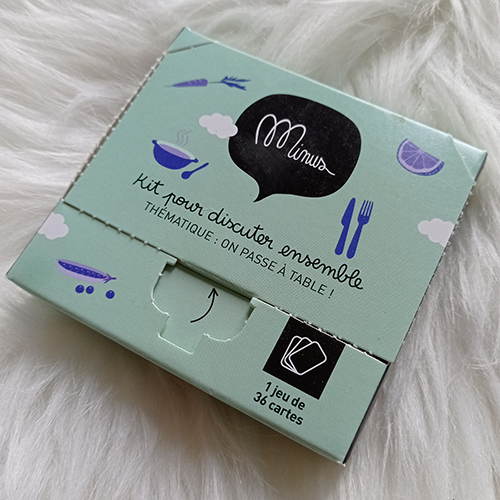 Minus
Kit pour discuter ensemble
THÉMATIQUE : ON PASSE À TABLE !
1 jeu de
36 cartes